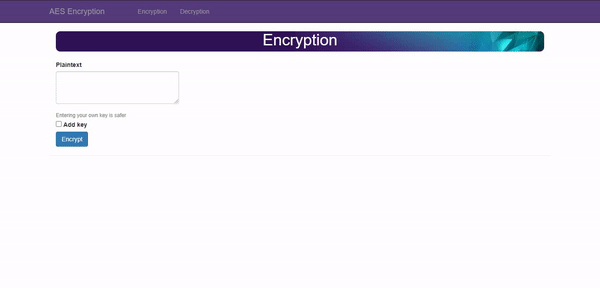 AES Encryption Encryption Decryption
Encryption
Plaintext
Entering your own key is safer
Add key
Encrypt